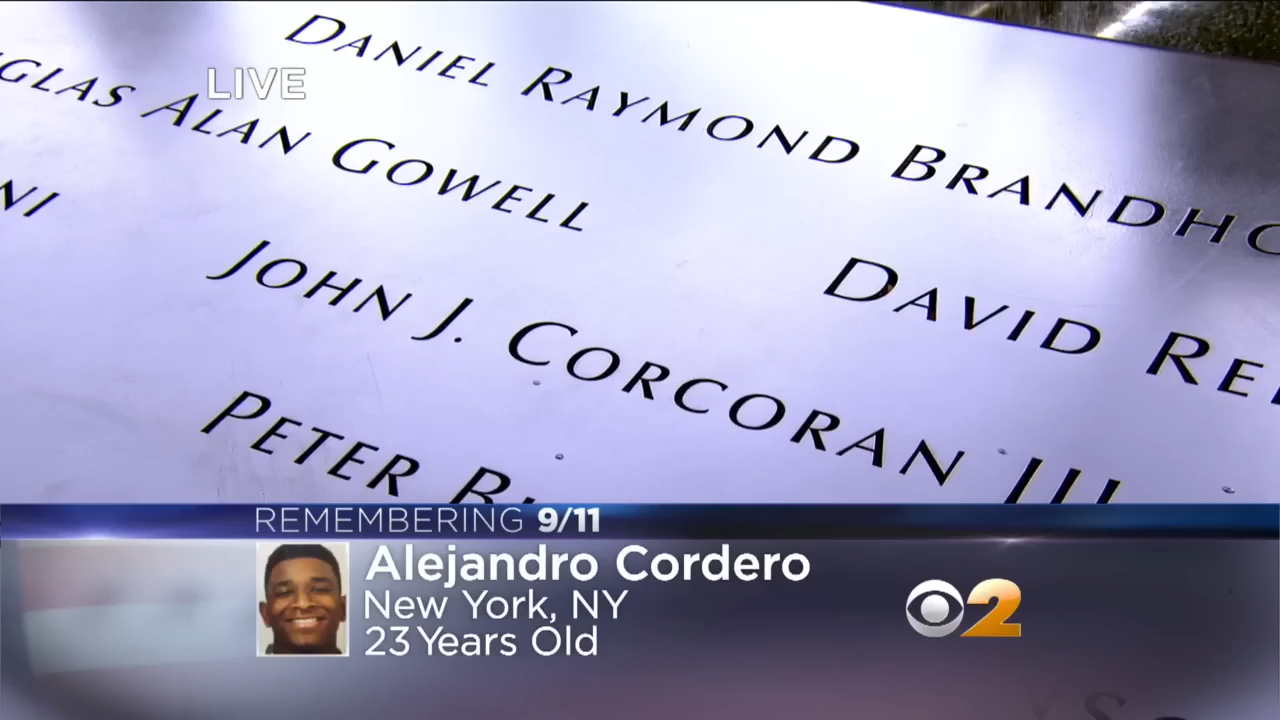 LIVE
DANIEL RAYMOND BRANDHO
GLAS ALAN GOWELL
NI
DAVID RE
JOHN J. CORCORAN III
PETER
REMEMBERING 9/11
Alejandro Cordero
New York, NY
23 Years Old
2